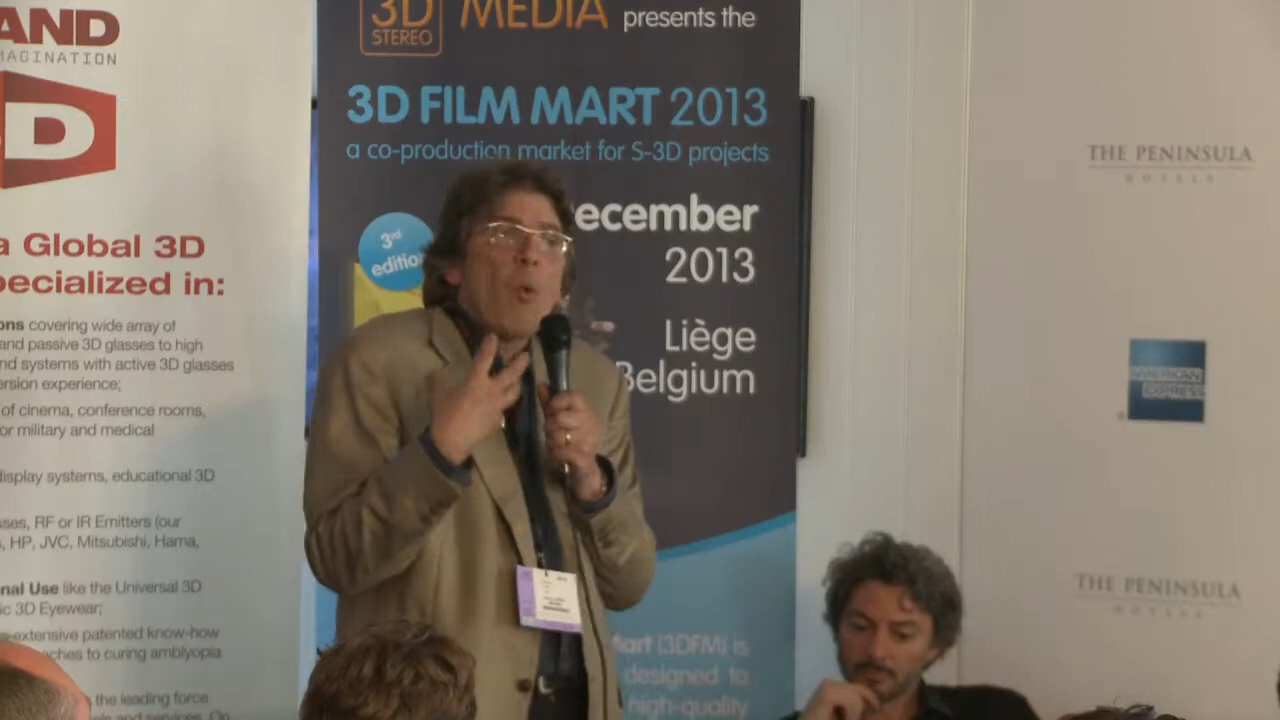 AND
MAGINATION
D
a Global 3D
pecialized in:
ons covering wide array of
and passive 3D glasses to high
nd systems with active 3D glasses
ersion experience;
of cinema, conference rooms,
or military and medical
display systems, educational 3D
sses, RF or IR Emitters (our
, HP, JVC, Mitsubishi, Hama,
nal Use like the Universal 3D
ic 3D Eyewear;
-extensive patented know-how
aches to curing amblyopia
the leading force
3D
STEREO
MEDIA presents the
3D FILM MART 2013
a co-production market for S-3D projects
ecember
2013
3rd
editio
Liège
Belgium
mart (3DFM) is
designed to
high-quality
THE PENINSULA
HOTELS
AMERICAN
EXPRESS
THE PENINSULA
HOTELS